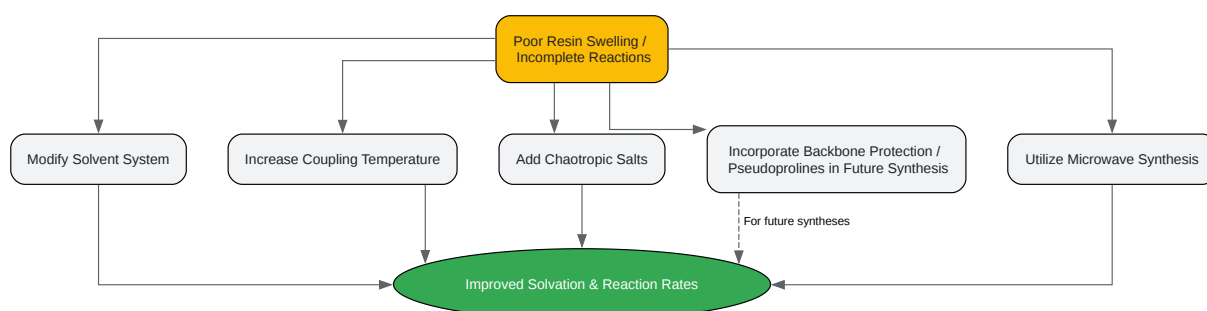 Poor Resin Swelling /
Incomplete Reactions
Modify Solvent System
Increase Coupling Temperature
Add Chaotropic Salts
Incorporate Backbone Protection /
Pseudoprolines in Future Synthesis
Utilize Microwave Synthesis
For future syntheses
Improved Solvation & Reaction Rates